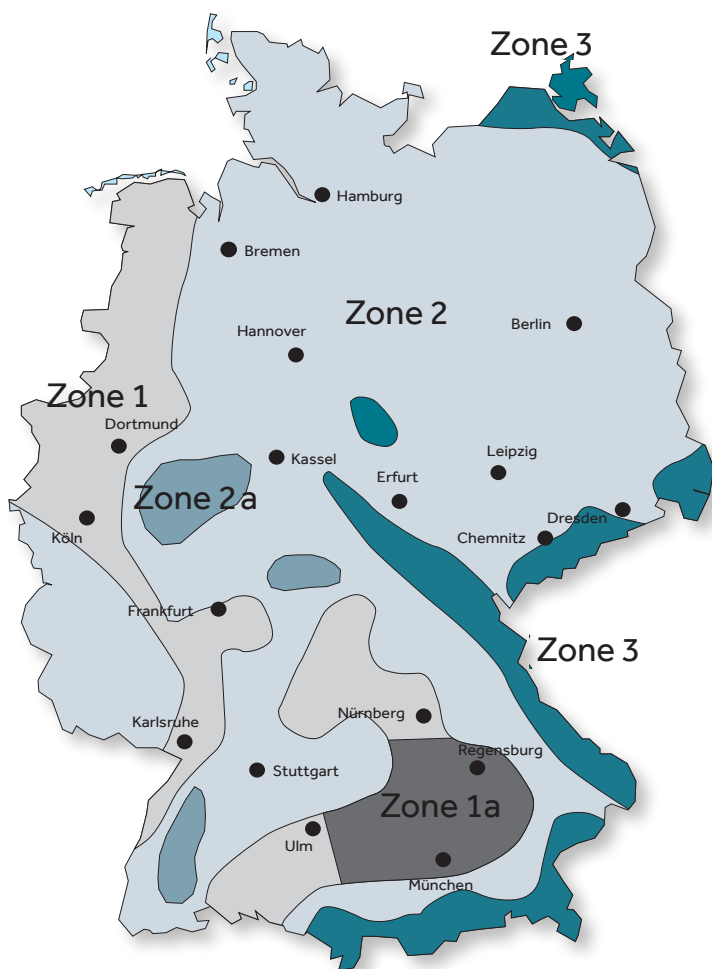 Zone 3
Hamburg
Bremen
Zone 2
Berlin
Hannover
Zone 1
Dortmund
Kassel
Leipzig
Erfurt
Zone 2a
Dresden
Köln
Chemnitz
Frankfurt
Zone 3
Nürnberg
Karlsruhe
Regensburg
Stuttgart
Zone 1a
Ulm
München